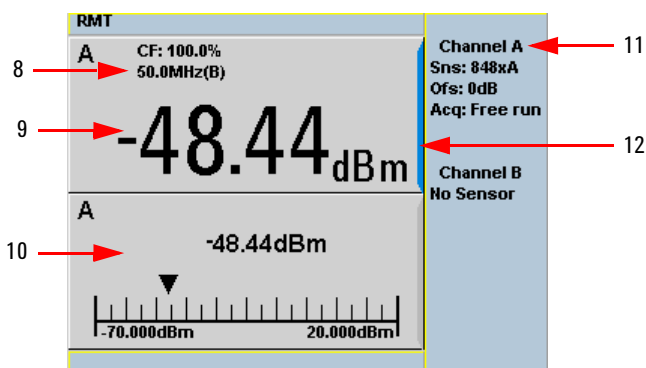 RMT
A
CF: 100.0%
50.0MHz(B)
8
9
-48.44dBm
A
10
-48.44dBm
-70.000dBm
20.000dBm
Channel A
11
Sns: 848xA
Ofs: 0dB
Acq: Free run
12
Channel B
No Sensor